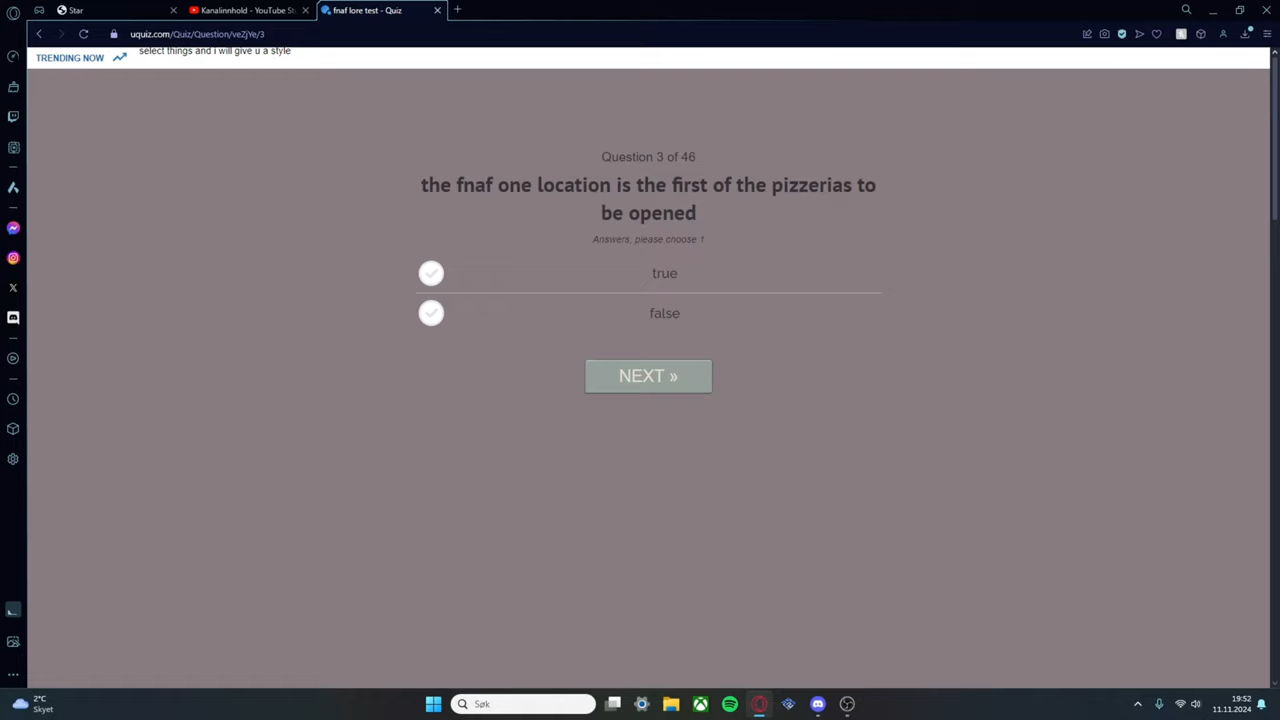 Star
Kanalinnhold - YouTube St
fnaf lore test - Quiz
uquiz.com/Quiz/Question/veZjYe/3
TRENDING NOW
select things and i will give u a style
Question 3 of 46
the fnaf one location is the first of the pizzerias to
be opened
Answers, please choose 1
true
false
NEXT »
2°C
Skyet
Søk
19:52
11.11.2024